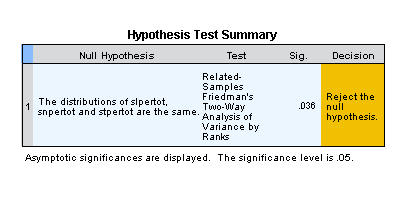 Hypothesis Test Summary
Null Hypothesis Test Sig. Decision
1 The distributions of slpertot, snpertot and stpertot are the same.
Related-
Samples
Friedman's
Two-Way
Analysis of
Variance by
Ranks
.036
Reject the
null
hypothesis.
Asymptotic significances are displayed. The significance level is .05.